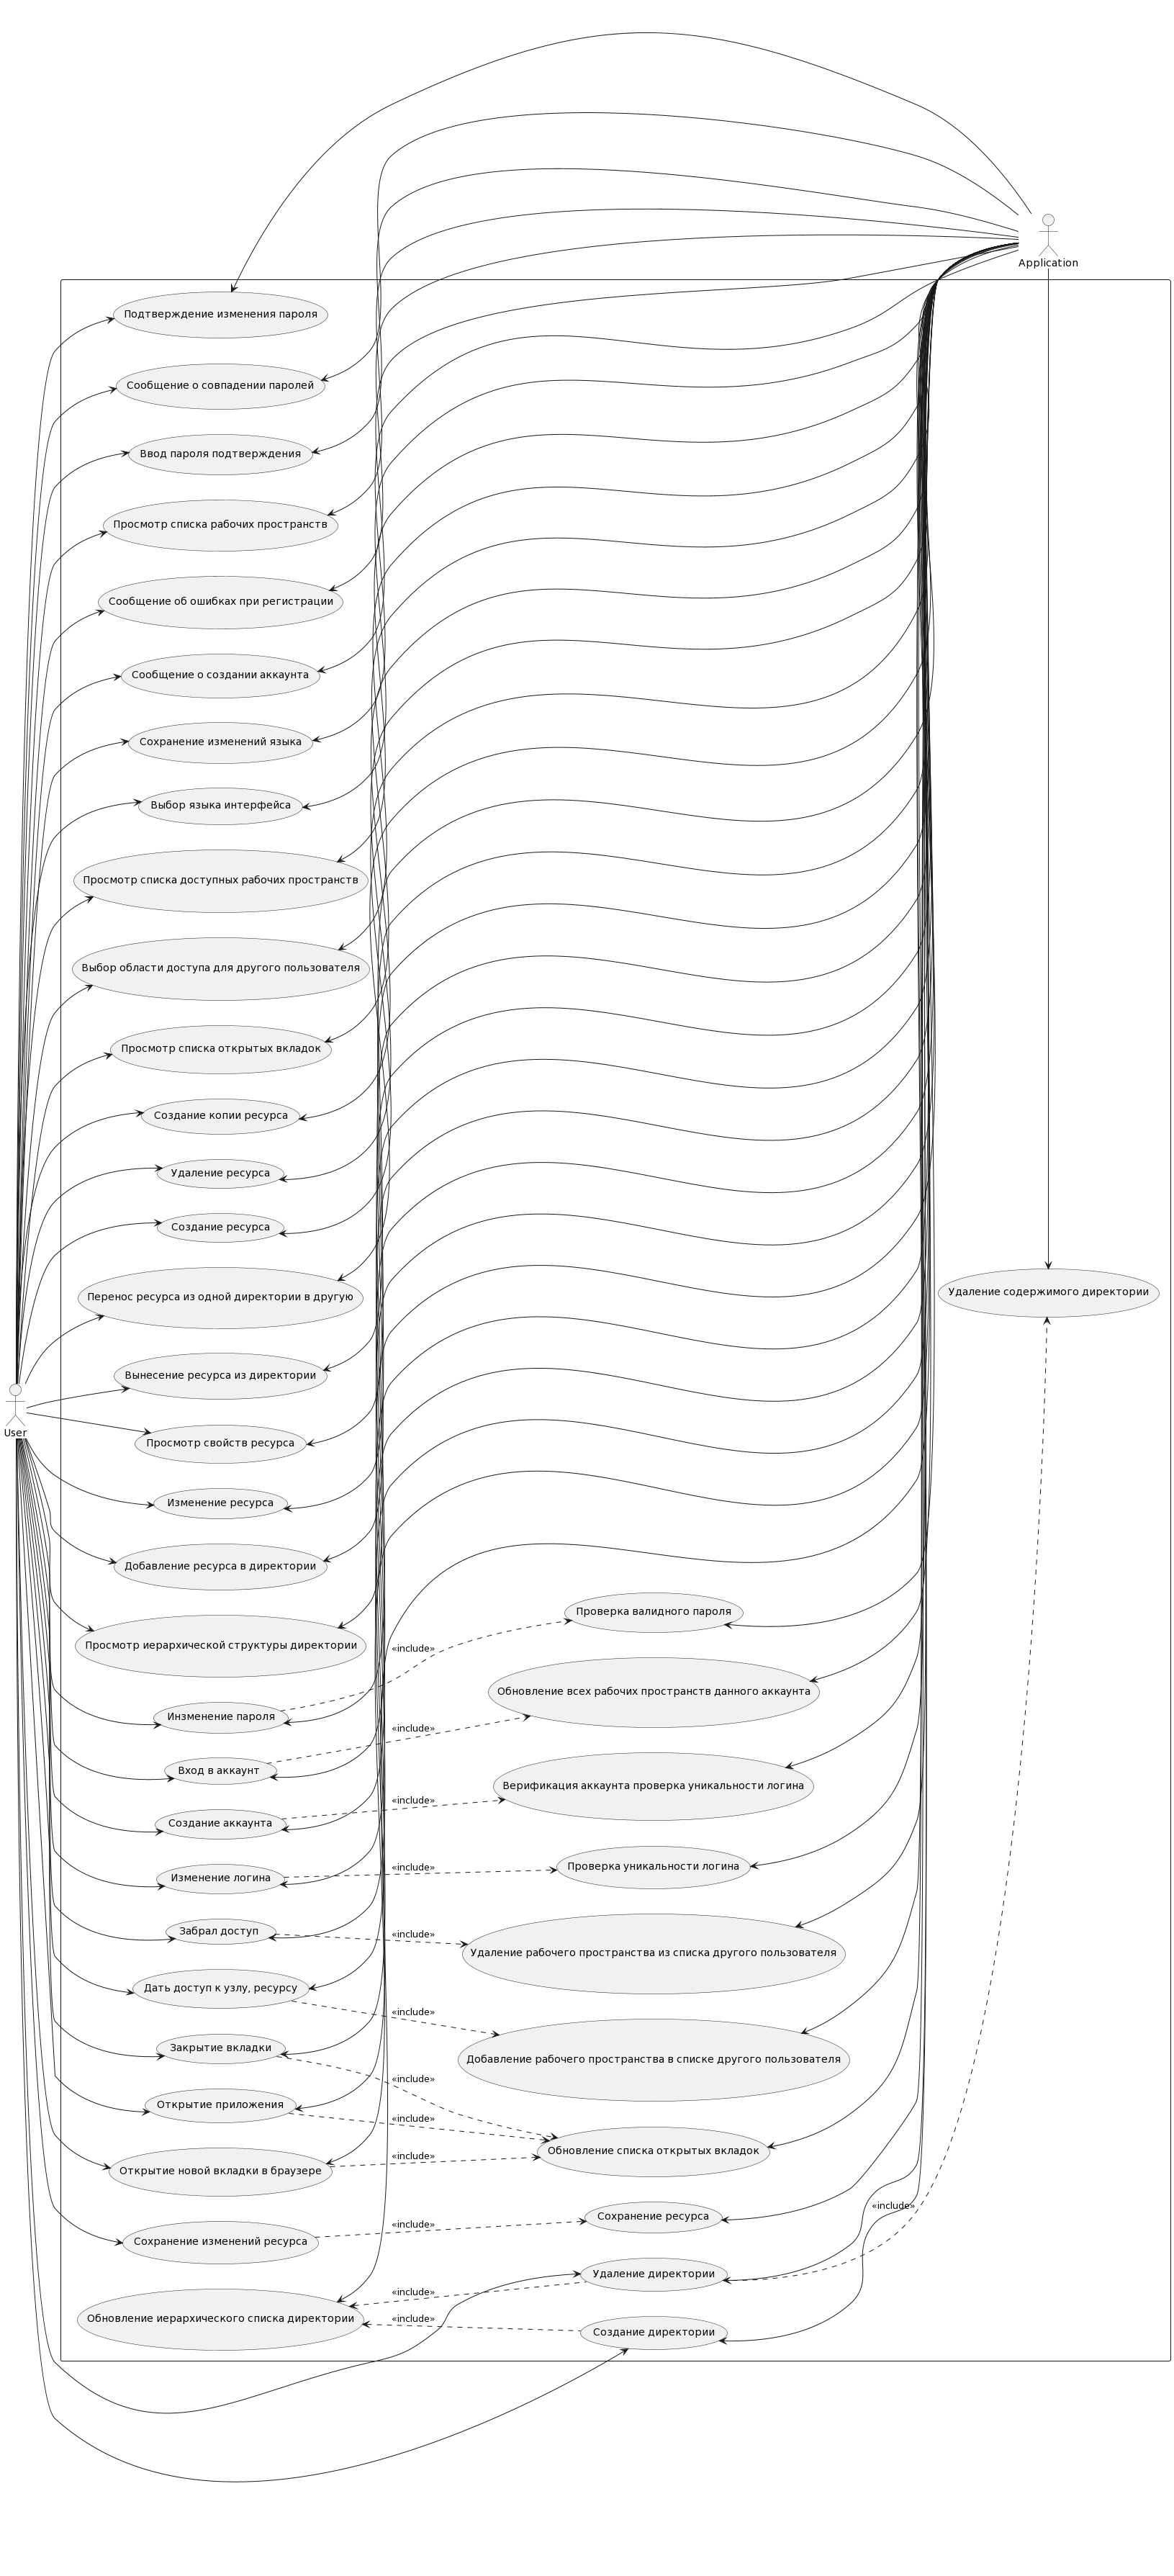 Application
Подтверждение изменения пароля
Сообщение о совпадении паролей
Ввод пароля подтверждения
Просмотр списка рабочих пространств
Сообщение об ошибках при регистрации
Сообщение о создании аккаунта
Сохранение изменений языка
Выбор языка интерфейса
Просмотр списка доступных рабочих пространств
Выбор области доступа для другого пользователя
Просмотр списка открытых вкладок
Создание копии ресурса
Удаление ресурса
Создание ресурса
Удаление содержимого директории
Перенос ресурса из одной директории в другую
Вынесение ресурса из директории
User
Просмотр свойств ресурса
Изменение ресурса
Добавление ресурса в директории
Проверка валидного пароля
Просмотр иерархической структуры директории
«include»
Обновление всех рабочих пространств данного аккаунта
Инзменение пароля
«include»
Вход в аккаунт
Верификация аккаунта проверка уникальности логина
«include»
Создание аккаунта
Проверка уникальности логина
«include»
Изменение логина
Забрал доступ
«include»
Удаление рабочего пространства из списка другого пользователя
Дать доступ к узлу, ресурсу
«include»
Закрытие вкладки
Добавление рабочего пространства в списке другого пользователя
«include»
Открытие приложения
«include»
Обновление списка открытых вкладок
«include»
Открытие новой вкладки в браузере
«include»
Сохранение ресурса
«include»
Сохранение изменений ресурса
Удаление директории
«include»
Обновление иерархического списка директории
«include»
Создание директории